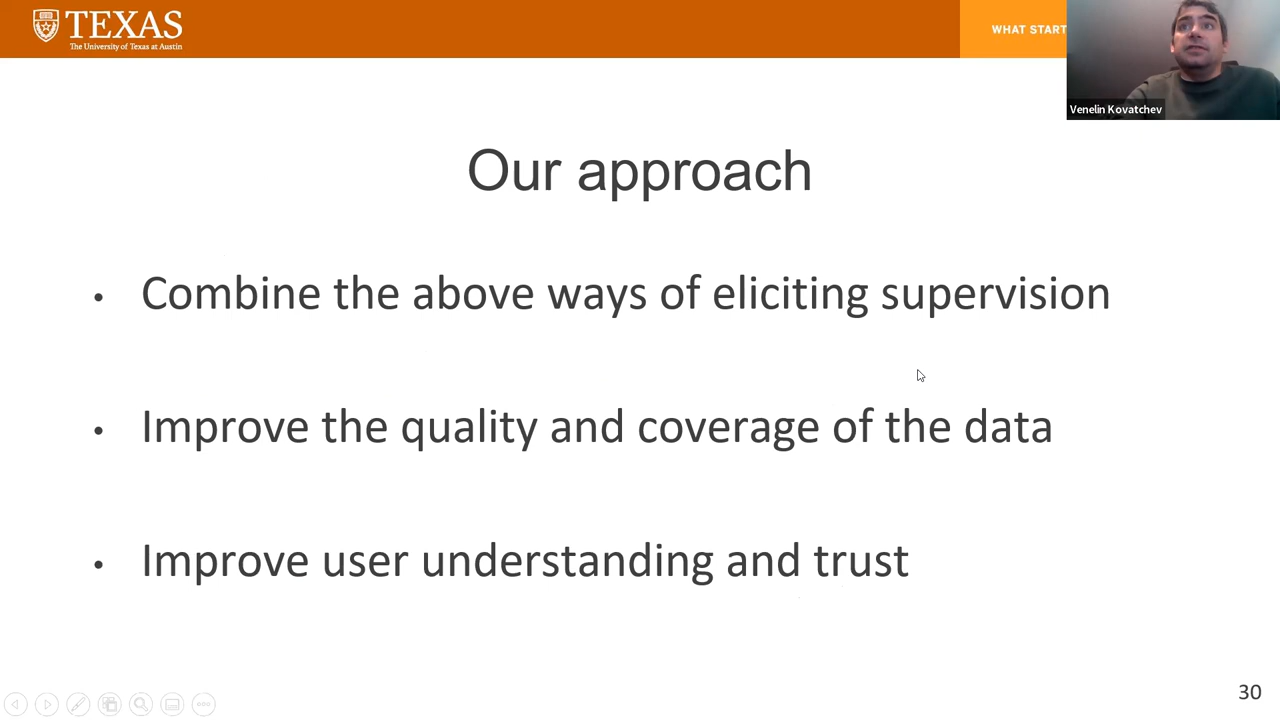 TEXAS
The University of Texas at Austin
WHAT START
Venelin Kovatchev
Our approach
• Combine the above ways of eliciting supervision
• Improve the quality and coverage of the data
• Improve user understanding and trust
30